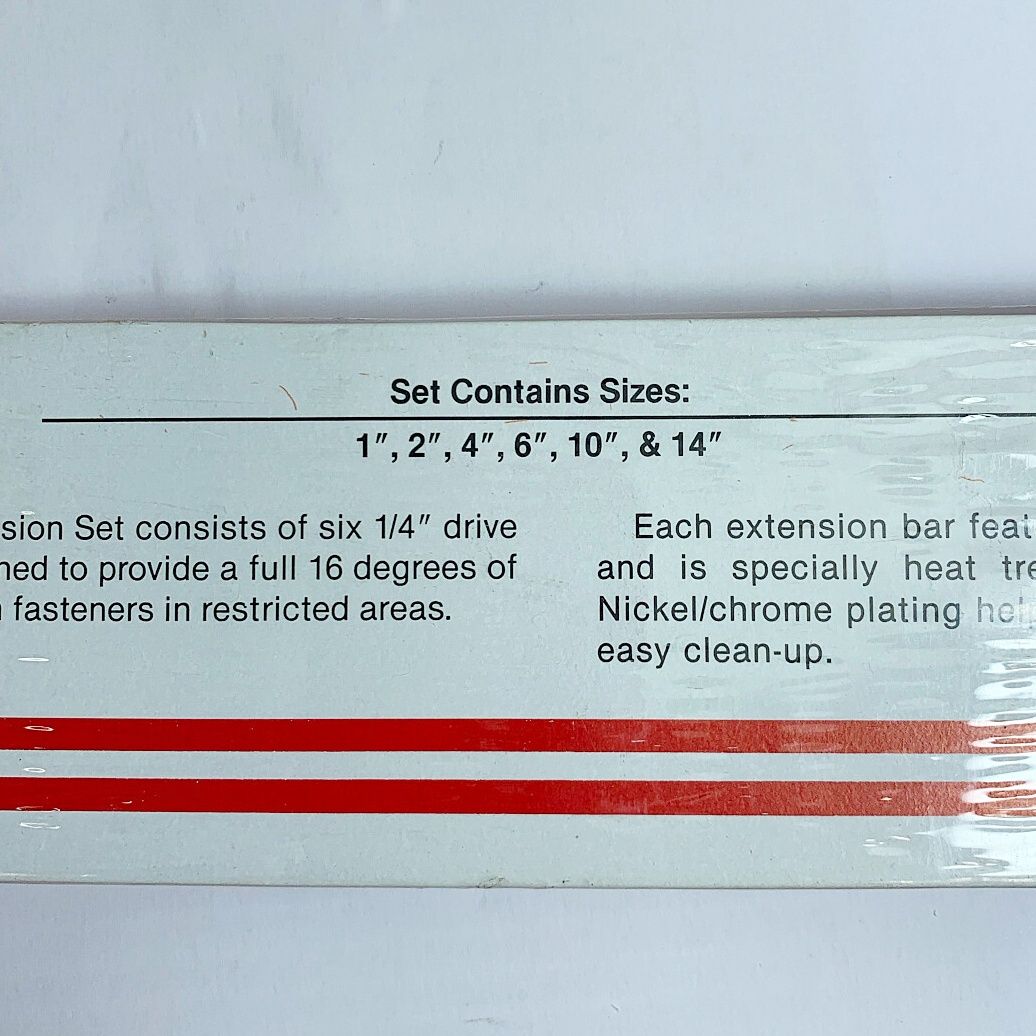 Set Contains Sizes:
1″, 2″, 4″, 6″, 10″, & 14″
sion Set consists of six 1/4″ drive
ned to provide a full 16 degrees of
fasteners in restricted areas.
Each extension bar feat
and is specially heat tre
Nickel/chrome plating hel
easy clean-up.